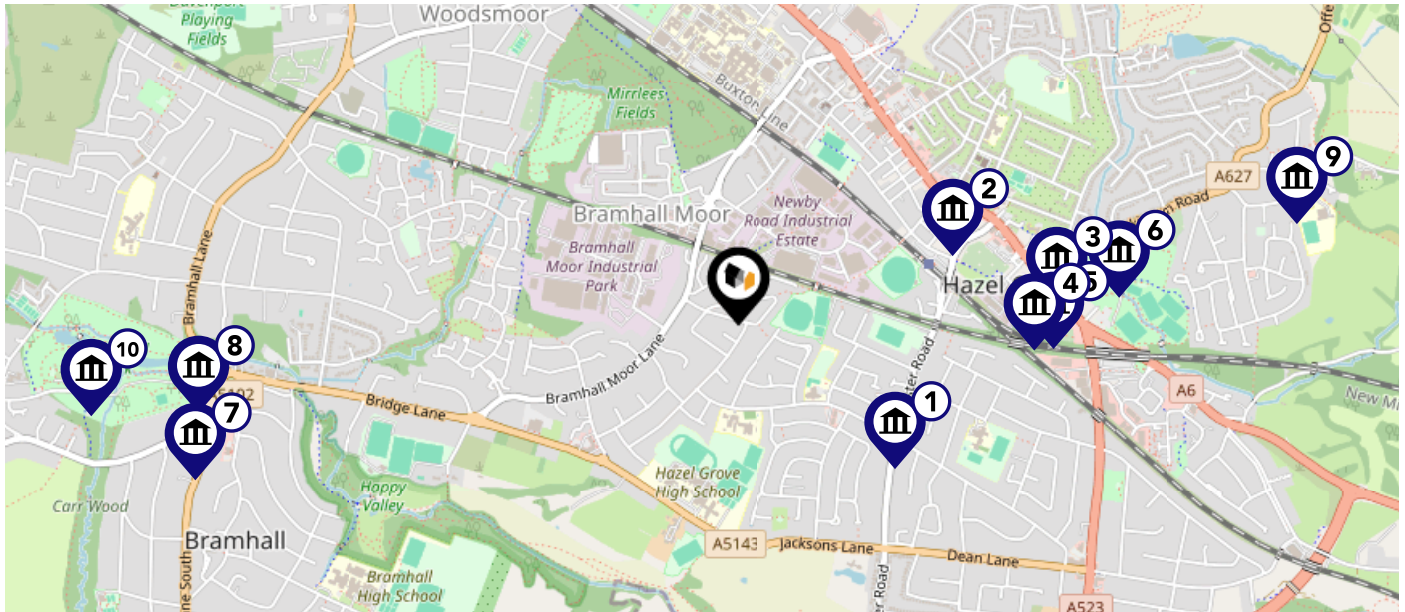 Woodsmoor
Davenport
Playing
Fields
Mirrlees
Fields
Bramhall Moor
Bramhall
Moor Industrial
Park
Newby
Road Industrial
Estate
A627
9
2
3
6
4
5
Hazel
Bramhall Lane
10
8
7
Bridge Lane
Bramhall Moor Lane
1
A6
Hazel Grove
High School
Happy
Valley
Carr Wood
Bramhall
Bramhall
High School
A5143
Jacksons Lane
Dean Lane
A523